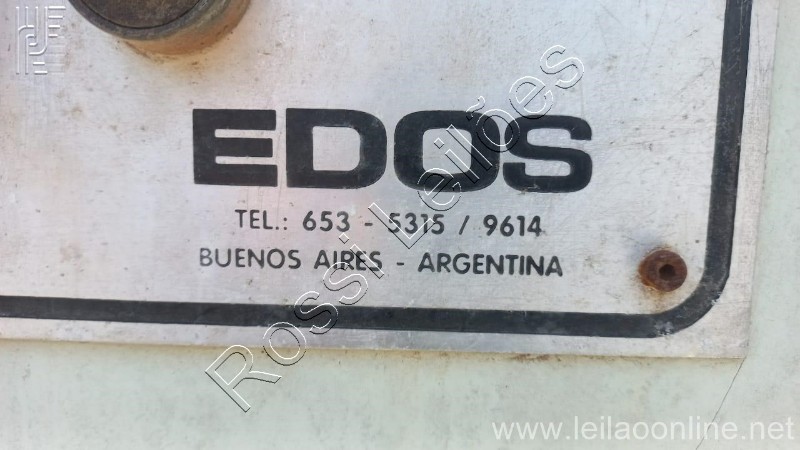 EDOS
TEL.: 653 - 5315 / 9614
BUENOS AIRES - ARGENTINA
Rossi Leilões
www.leilaoonline.net